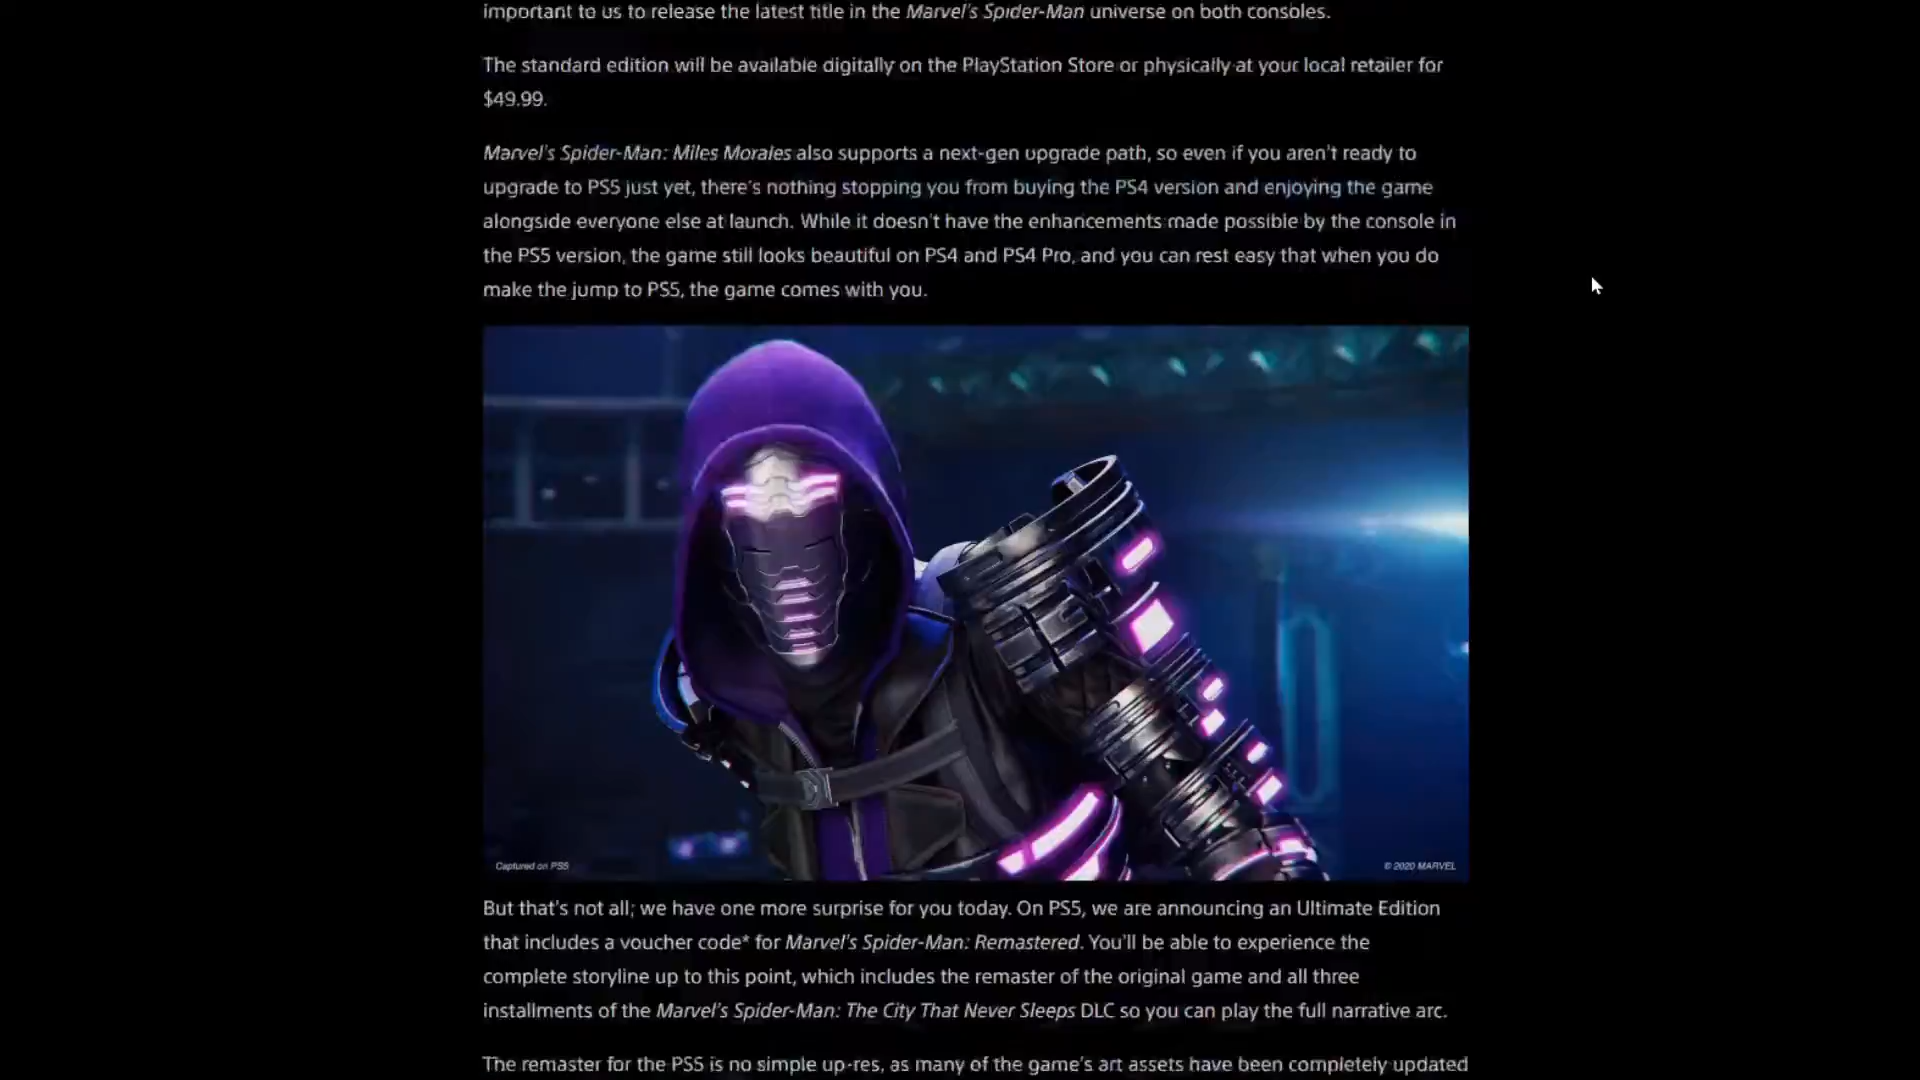 important to us to release the latest title in the Marvel's Spider-Man universe on both consoles.
The standard edition will be available digitally on the PlayStation Store or physically at your local retailer for
$49.99.
Marvel's Spider-Man: Miles Morales also supports a next-gen upgrade path, so even if you aren't ready to
upgrade to PS5 just yet, there's nothing stopping you from buying the PS4 version and enjoying the game
alongside everyone else at launch. While it doesn't have the enhancements made possible by the console in
the PS5 version, the game still looks beautiful on PS4 and PS4 Pro, and you can rest easy that when you do
make the jump to PS5, the game comes with you.
Captured on PS5
© 2020 MARVEL
But that's not all; we have one more surprise for you today. On PS5, we are announcing an Ultimate Edition
that includes a voucher code* for Marvel's Spider-Man: Remastered. You'll be able to experience the
complete storyline up to this point, which includes the remaster of the original game and all three
installments of the Marvel's Spider-Man: The City That Never Sleeps DLC so you can play the full narrative arc.
The remaster for the PS5 is no simple up-res, as many of the game's art assets have been completely updated